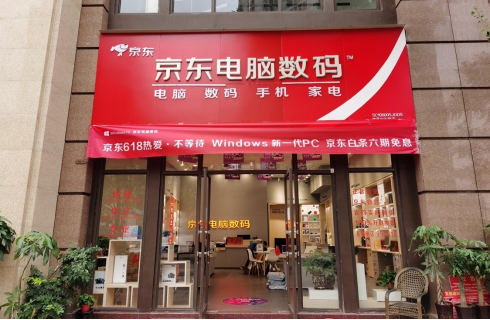 京东
京东电脑数码™
电脑 数码 手机 家电
京东618热爱·不等待 Windows 新一代PC 京东白条六期免息
京东电脑数码